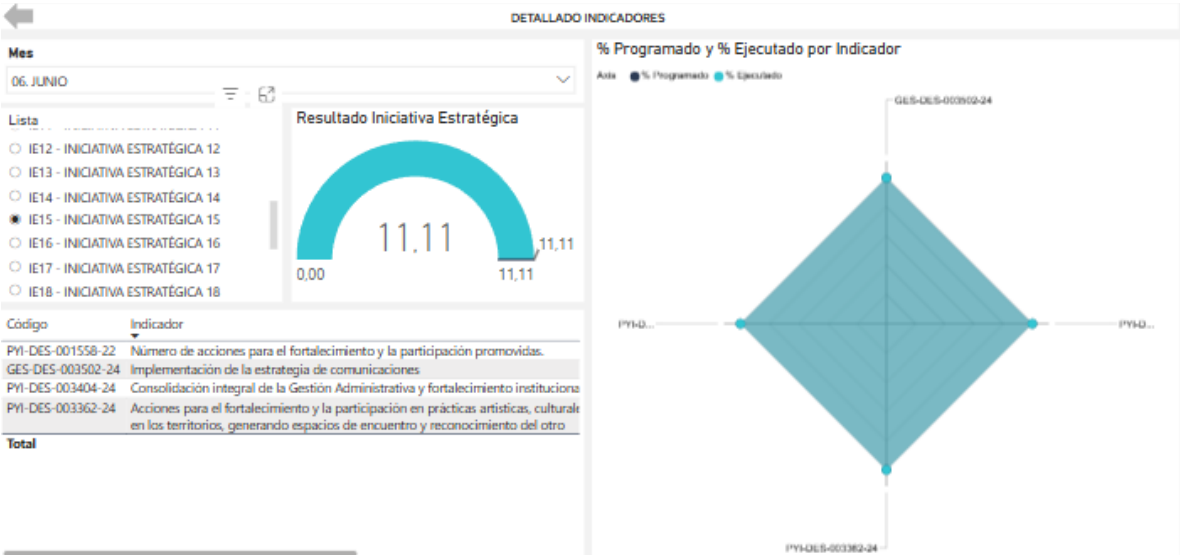 DETALLADO INDICADORES
Mes
06. JUNIO
Lista
IE12 - INICIATIVA ESTRATÉGICA 12
IE13 - INICIATIVA ESTRATÉGICA 13
IE14 - INICIATIVA ESTRATÉGICA 14
IE15 - INICIATIVA ESTRATÉGICA 15
IE16 - INICIATIVA ESTRATÉGICA 16
IE17 - INICIATIVA ESTRATÉGICA 17
IE18 - INICIATIVA ESTRATÉGICA 18
Resultado Iniciativa Estratégica
11,11
11,11
0,00
11,11
Código Indicador
PYI-DES-001558-22 Número de acciones para el fortalecimiento y la participación promovidas.
GES-DES-003502-24 Implementación de la estrategia de comunicaciones
PYI-DES-003404-24 Consolidación integral de la Gestión Administrativa y fortalecimiento instituciona
PYI-DES-003362-24 Acciones para el fortalecimiento y la participación en prácticas artisticas, culturale
en los territorios, generando espacios de encuentro y reconocimiento del otro
Total
% Programado y % Ejecutado por Indicador
Axis % Programado % Ejecutado
GES-DES-003502-24
PYI-D...
PYI-D...
PYI-DES-003362-24